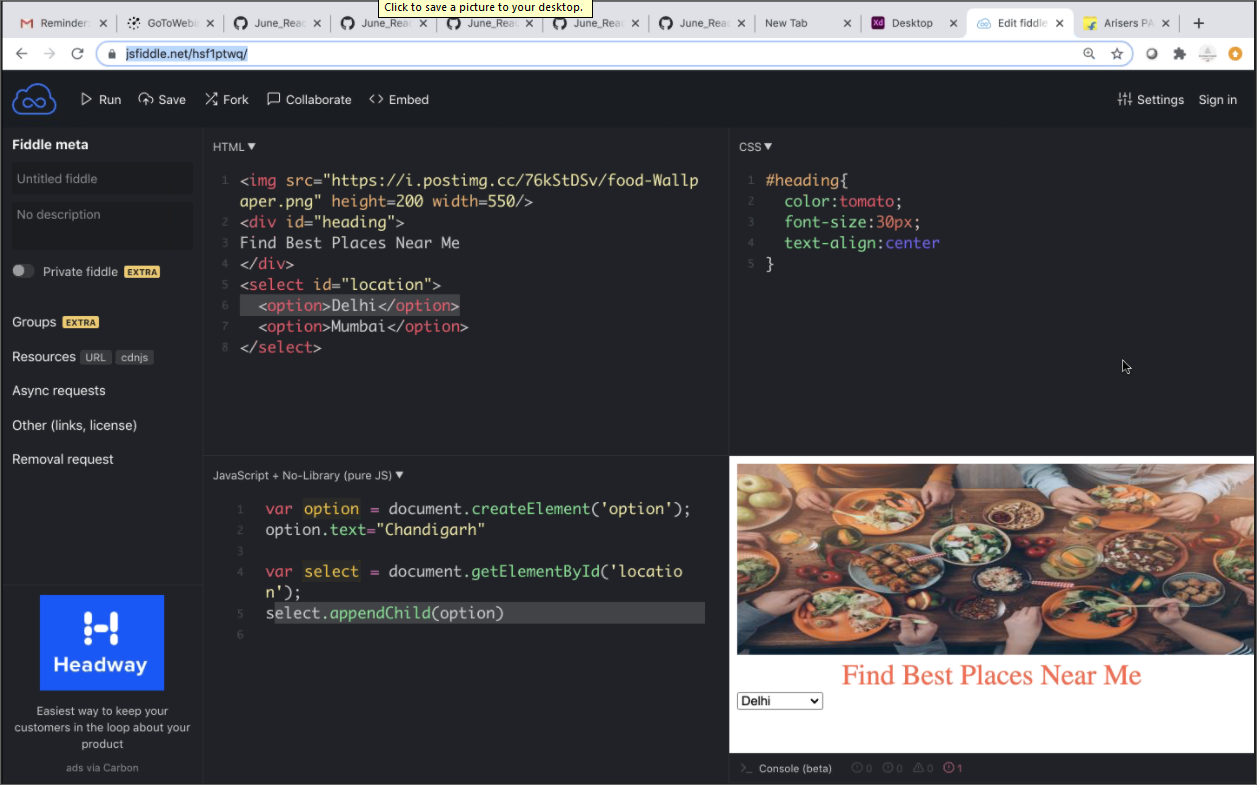 Click to save a picture to your desktop.
Reminder:
GoToWebi
June_Reac
June_Rea
June_Rea
June_Rea
June_Reac
New Tab
Xd Desktop
Edit fiddle
Arisers PA
jsfiddle.net/hsf1ptwq/
Run Save Fork Collaborate Embed Settings Sign in
Fiddle meta
Untitled fiddle
No description
Private fiddle EXTRA
Groups EXTRA
Resources URL cdnjs
Async requests
Other (links, license)
Removal request
Headway
Easiest way to keep your
customers in the loop about your
product
ads via Carbon
HTML
1 <img src="https://i.postimg.cc/76kStDSv/food-Wallp
aper.png" height=200 width=550/>
2 <div id="heading">
3 Find Best Places Near Me
4 </div>
5 <select id="location">
6 <option>Delhi</option>
7 <option>Mumbai</option>
8 </select>
CSS
1 #heading{
2 color:tomato;
3 font-size:30px;
4 text-align:center
5 }
JavaScript + No-Library (pure JS)
1 var option = document.createElement('option');
2 option.text="Chandigarh"
3
4 var select = document.getElementById('locatio
n');
5 select.appendChild(option)
6
Find Best Places Near Me
Delhi
>_ Console (beta) 0 0 0 1